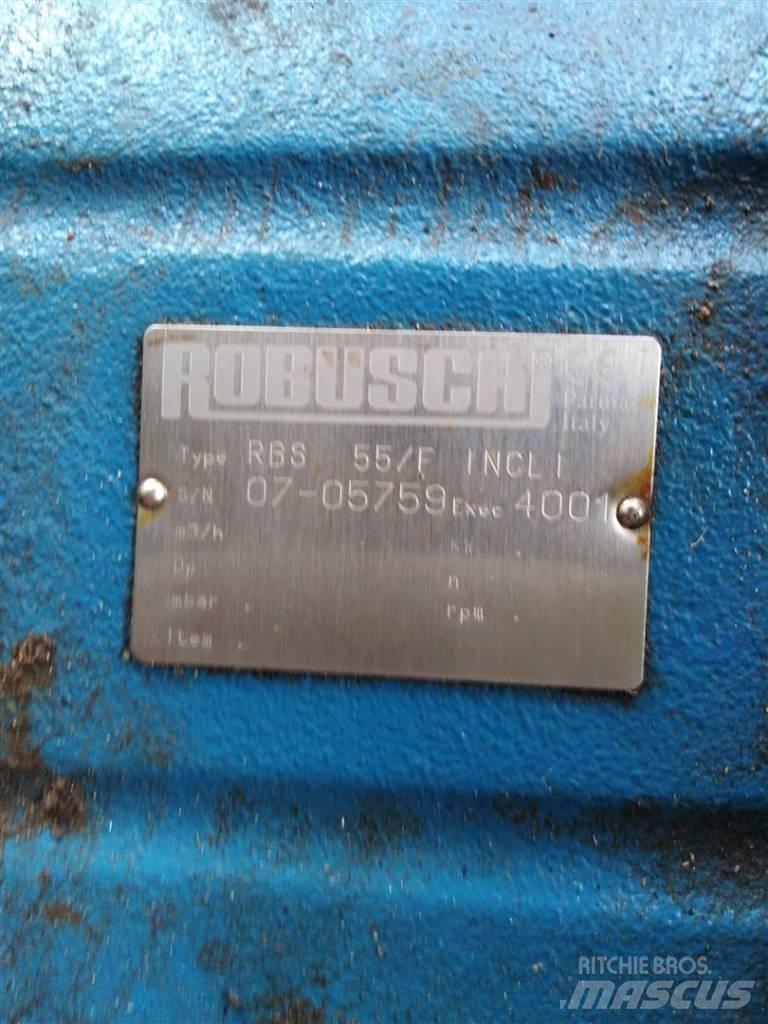 ROBUSCHI®
Parma
Italy
Type RBS 55/F INCLI
S/N 07-05759 Exec 4001
m3/h kW .
Dp n
mbar . rpm .
Item .
RITCHIE BROS.
MASCUS